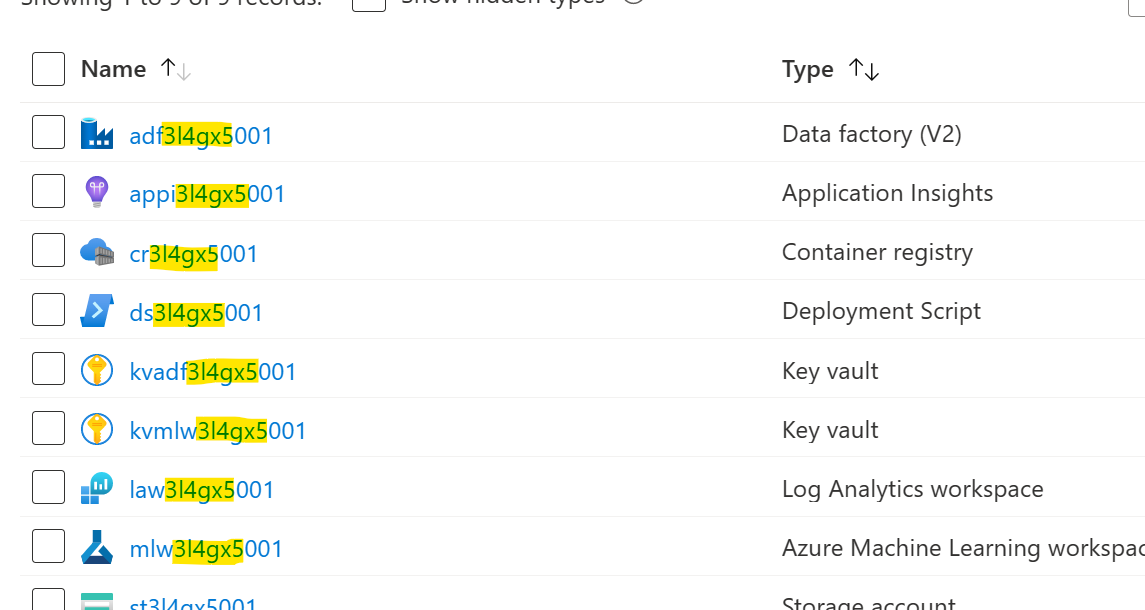 Showing 1 to 9 of 9 records. Show hidden types
Name Type
adf3l4gx5001 Data factory (V2)
appi3l4gx5001 Application Insights
cr3l4gx5001 Container registry
ds3l4gx5001 Deployment Script
kvadf3l4gx5001 Key vault
kvmlw3l4gx5001 Key vault
law3l4gx5001 Log Analytics workspace
mlw3l4gx5001 Azure Machine Learning workspac
st3l4gx5001 Storage account